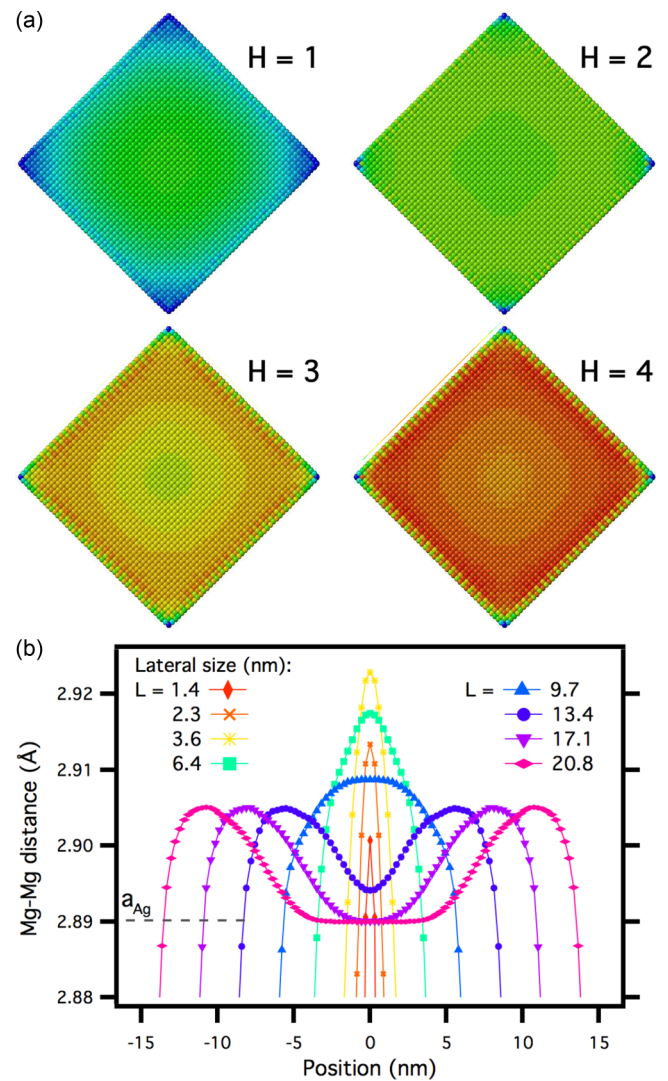 (a)
H = 1
H = 2
H = 3
H = 4
(b)
Lateral size (nm):
L = 1.4
2.3
3.6
6.4
L = 9.7
13.4
17.1
20.8
Mg-Mg distance (Å)
2.92
2.91
2.90
2.89
2.88
aAg
-15
-10
-5
0
5
10
15
Position (nm)